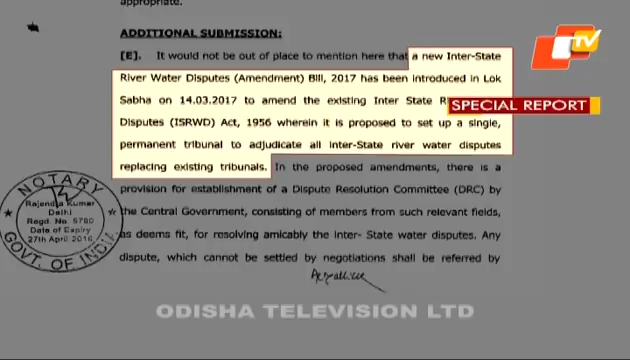 appropriate.
ADDITIONAL SUBMISSION:
[E]. It would not be out of place to mention here that a new Inter-State
River Water Disputes (Amendment) Bill, 2017 has been introduced in Lok
Sabha on 14.03.2017 to amend the existing Inter State
Disputes (ISRWD) Act, 1956 wherein it is proposed to set up a single,
permanent tribunal to adjudicate all inter-State river water disputes
replacing existing tribunals. In the proposed amendments, there is a
provision for establishment of a Dispute Resolution Committee (DRC) by
the Central Government, consisting of members from such relevant fields,
as deems fit, for resolving amicably the inter- State water disputes. Any
dispute, which cannot be settled by negotiations shall be referred by
TV
SPECIAL REPORT
NOTARY
Rajendra Kumar
Delhi
Regd. No. 5780
Date of Expiry
27th April 2016
GOVT. OF INDIA
ODISHA TELEVISION LTD